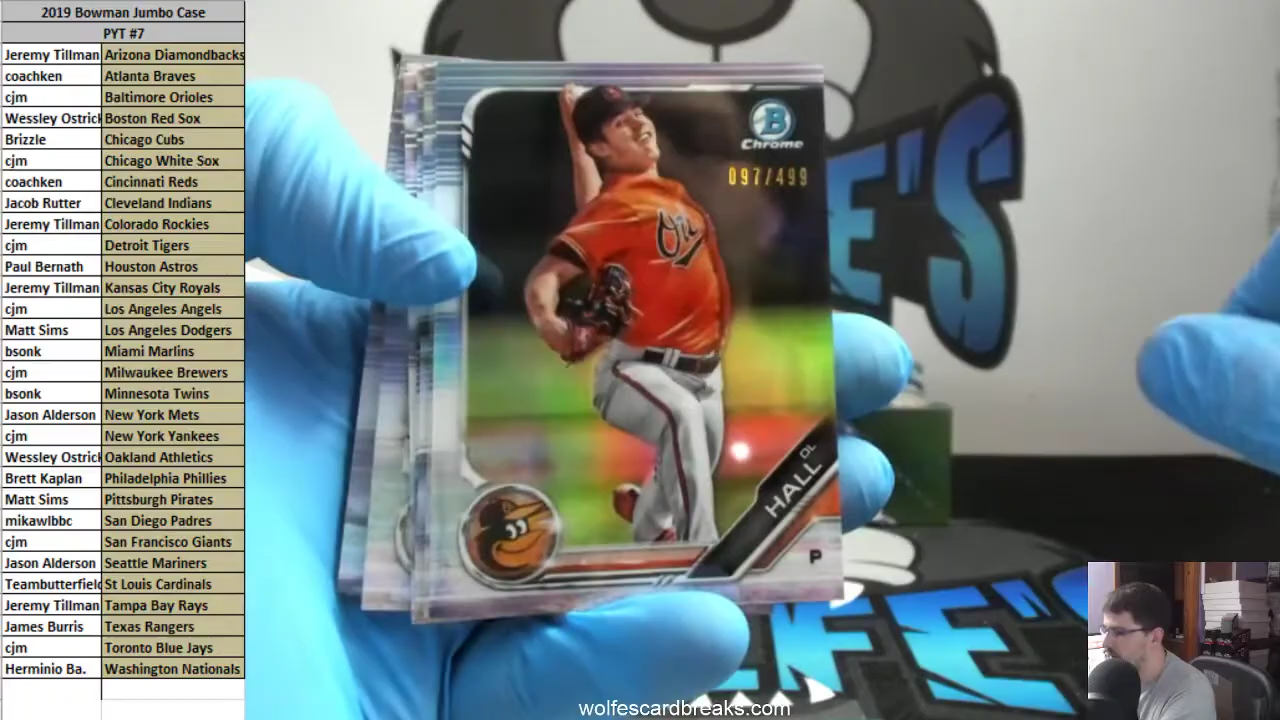 2019 Bowman Jumbo Case
PYT #7
Jeremy Tillman Arizona Diamondbacks
coachken Atlanta Braves
cjm Baltimore Orioles
Wessley Ostrick Boston Red Sox
Brizzle Chicago Cubs
cjm Chicago White Sox
coachken Cincinnati Reds
Jacob Rutter Cleveland Indians
Jeremy Tillman Colorado Rockies
cjm Detroit Tigers
Paul Bernath Houston Astros
Jeremy Tillman Kansas City Royals
cjm Los Angeles Angels
Matt Sims Los Angeles Dodgers
bsonk Miami Marlins
cjm Milwaukee Brewers
bsonk Minnesota Twins
Jason Alderson New York Mets
cjm New York Yankees
Wessley Ostrick Oakland Athletics
Brett Kaplan Philadelphia Phillies
Matt Sims Pittsburgh Pirates
mikawlbbc San Diego Padres
cjm San Francisco Giants
Jason Alderson Seattle Mariners
Teambutterfield St Louis Cardinals
Jeremy Tillman Tampa Bay Rays
James Burris Texas Rangers
cjm Toronto Blue Jays
Herminio Ba. Washington Nationals
B
Chrome
097/499
DL
HALL
P
E'S
FE'
wolfescardbreaks.com